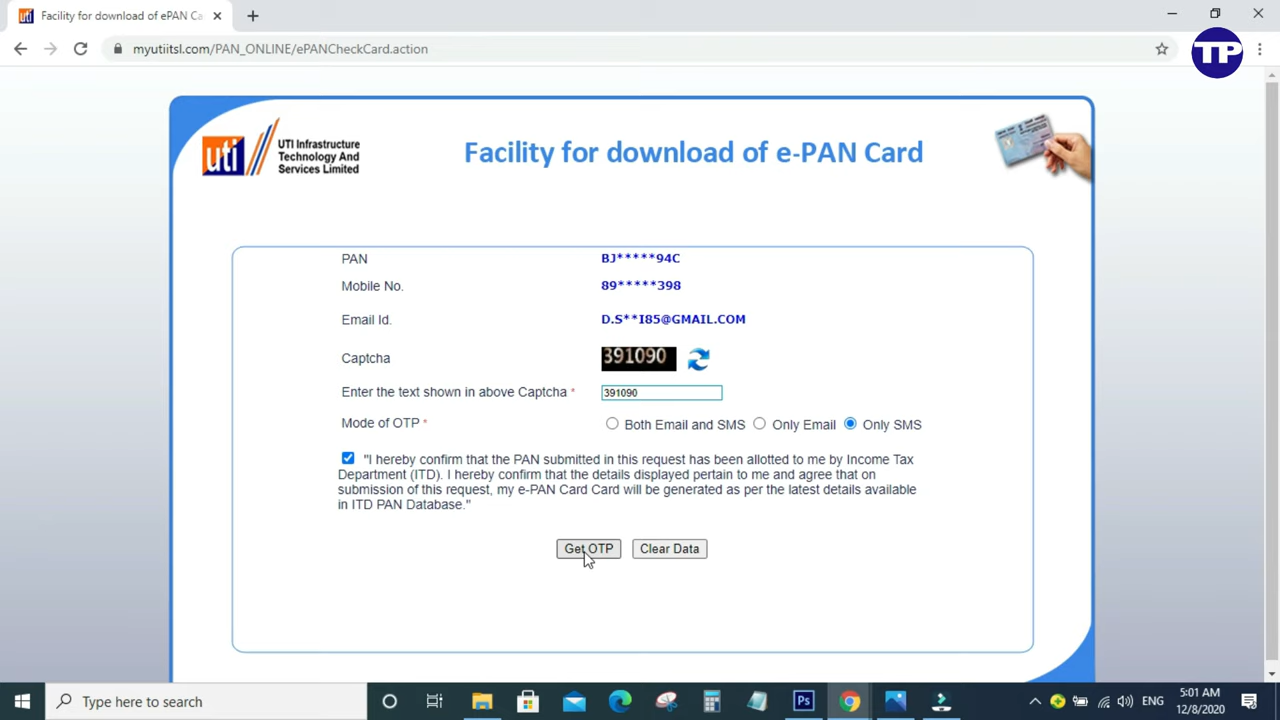 Facility for download of ePAN Ca
myutiitsl.com/PAN_ONLINE/ePANCheckCard.action
TP
uti
UTI Infrastructure
Technology And
Services Limited
Facility for download of e-PAN Card
PAN BJ*****94C
Mobile No. 89*****398
Email Id. D.S**I85@GMAIL.COM
Captcha 391090
Enter the text shown in above Captcha * 391090
Mode of OTP * Both Email and SMS Only Email Only SMS
"I hereby confirm that the PAN submitted in this request has been allotted to me by Income Tax
Department (ITD). I hereby confirm that the details displayed pertain to me and agree that on
submission of this request, my e-PAN Card Card will be generated as per the latest details available
in ITD PAN Database."
Get OTP Clear Data
Type here to search
Ps
ENG
5:01 AM
12/8/2020